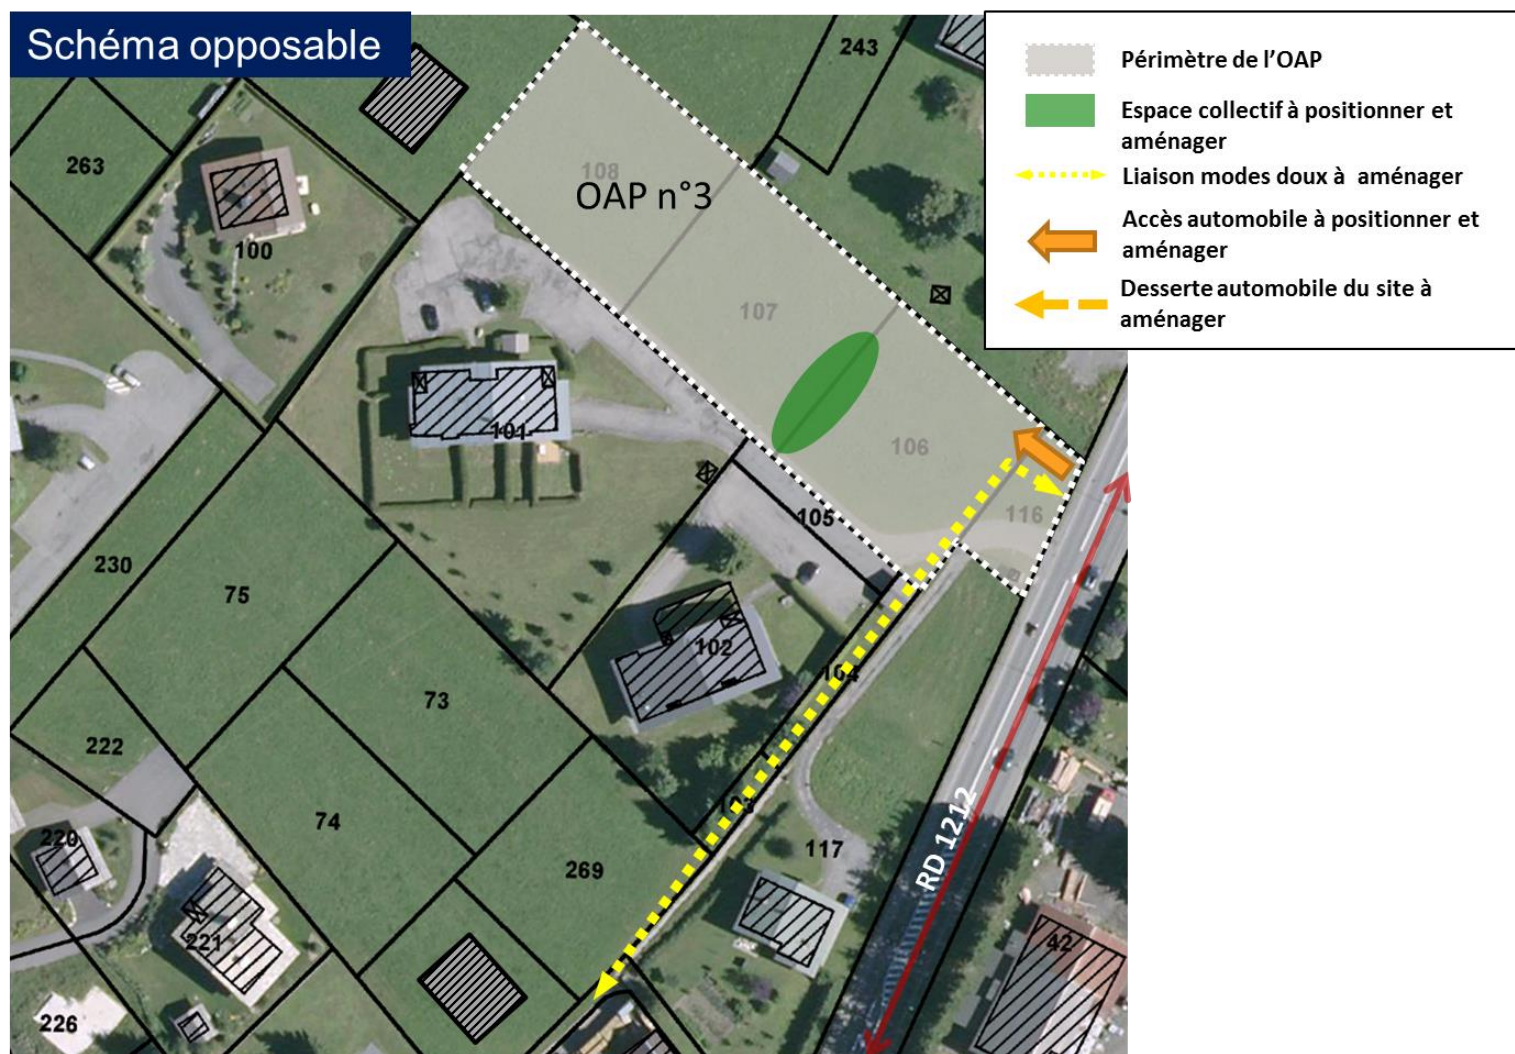 Schéma opposable
Périmètre de l'OAP
Espace collectif à positionner et
aménager
Liaison modes doux à aménager
Accès automobile à positionner et
aménager
Desserte automobile du site à
aménager
243
263
108
OAP n°3
100
107
101
106
105
116
230
75
102
104
73
222
103
74
117
220
269
RD 1212
221
42
226